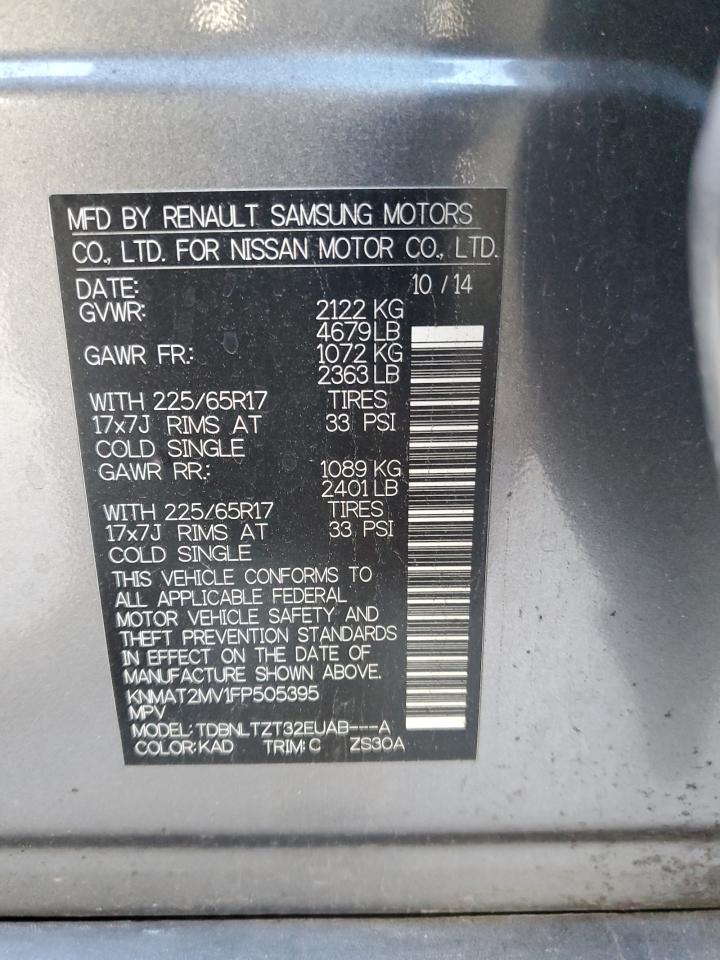 MFD BY RENAULT SAMSUNG MOTORS
CO., LTD. FOR NISSAN MOTOR CO., LTD.
DATE: 10 / 14
GVWR: 2122 KG
4679 LB
GAWR FR.: 1072 KG
2363 LB
WITH 225/65R17 TIRES
17x7J RIMS AT 33 PSI
COLD SINGLE
GAWR RR.: 1089 KG
2401 LB
WITH 225/65R17 TIRES
17x7J RIMS AT 33 PSI
COLD SINGLE
THIS VEHICLE CONFORMS TO
ALL APPLICABLE FEDERAL
MOTOR VEHICLE SAFETY AND
THEFT PREVENTION STANDARDS
IN EFFECT ON THE DATE OF
MANUFACTURE SHOWN ABOVE.
KNMAT2MV1FP505395
MPV
MODEL: TDBNLTZT32EUAB---A
COLOR: KAD TRIM: C ZS30A